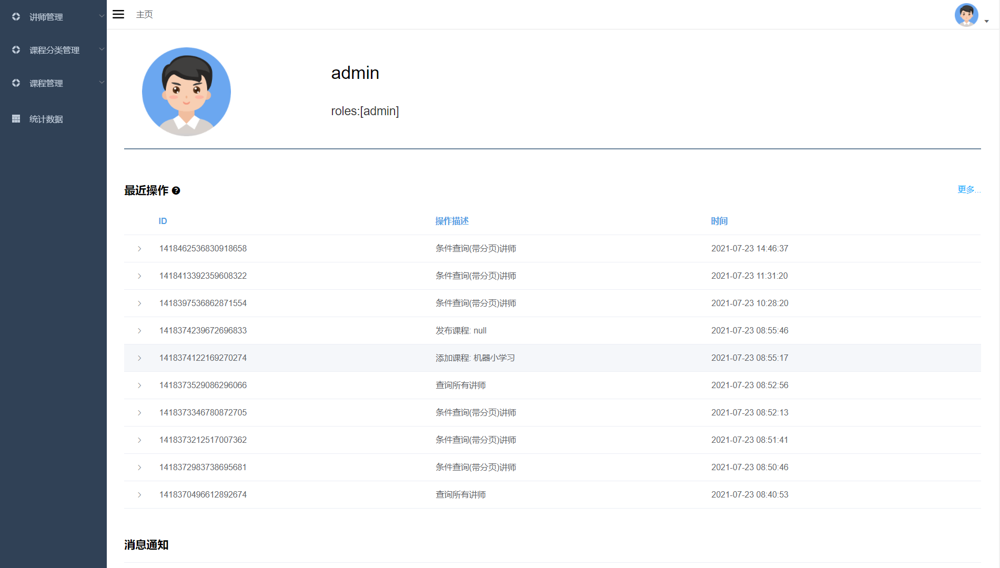 讲师管理
课程分类管理
课程管理
统计数据
主页
admin
roles:[admin]
最近操作
更多...
ID 操作描述 时间
1418462536830918658 条件查询(带分页)讲师 2021-07-23 14:46:37
1418413392359608322 条件查询(带分页)讲师 2021-07-23 11:31:20
1418397536862871554 条件查询(带分页)讲师 2021-07-23 10:28:20
1418374239672696833 发布课程: null 2021-07-23 08:55:46
1418374122169270274 添加课程: 机器小学习 2021-07-23 08:55:17
1418373529086296066 查询所有讲师 2021-07-23 08:52:56
1418373346780872705 条件查询(带分页)讲师 2021-07-23 08:52:13
1418373212517007362 条件查询(带分页)讲师 2021-07-23 08:51:41
1418372983738695681 条件查询(带分页)讲师 2021-07-23 08:50:46
1418370496612892674 查询所有讲师 2021-07-23 08:40:53
消息通知